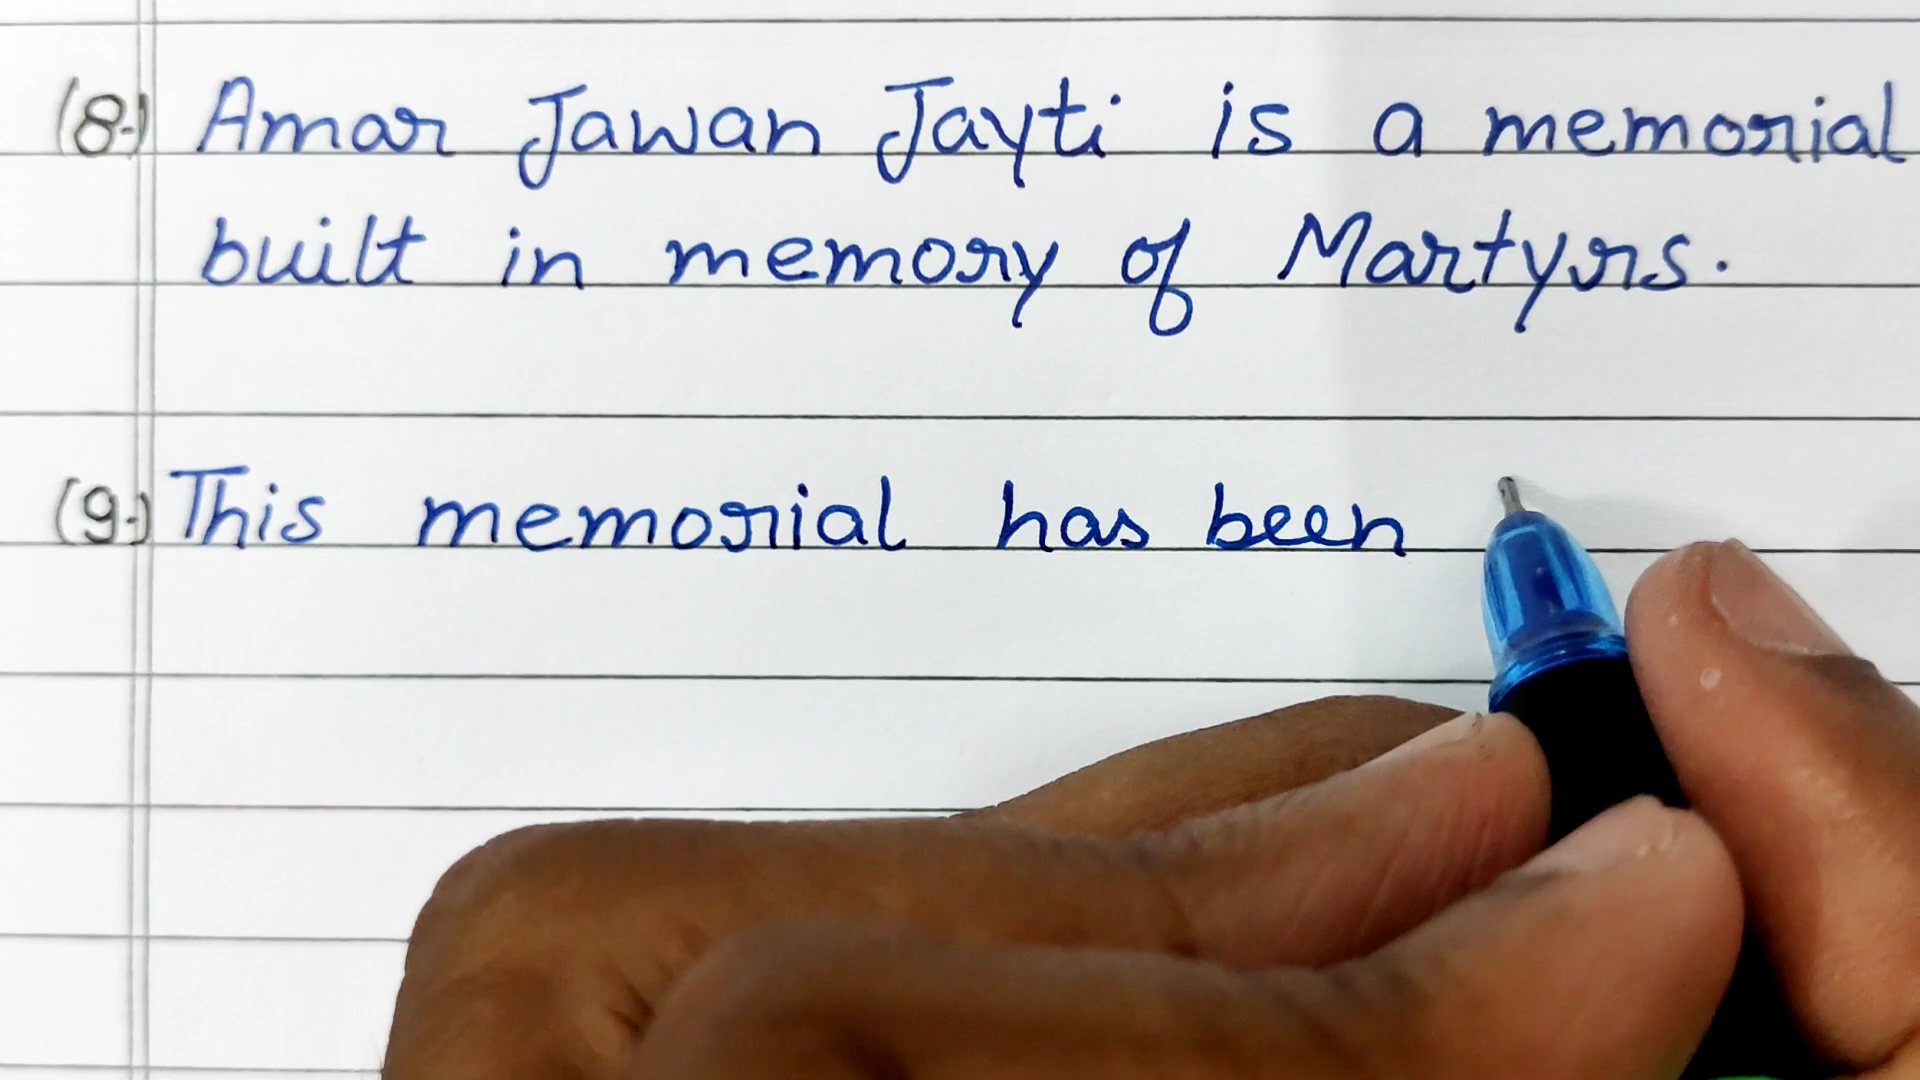 (8.) Amar Jawan Jayti is a memorial
built in memory of Martyrs.
(9.) This memorial has been